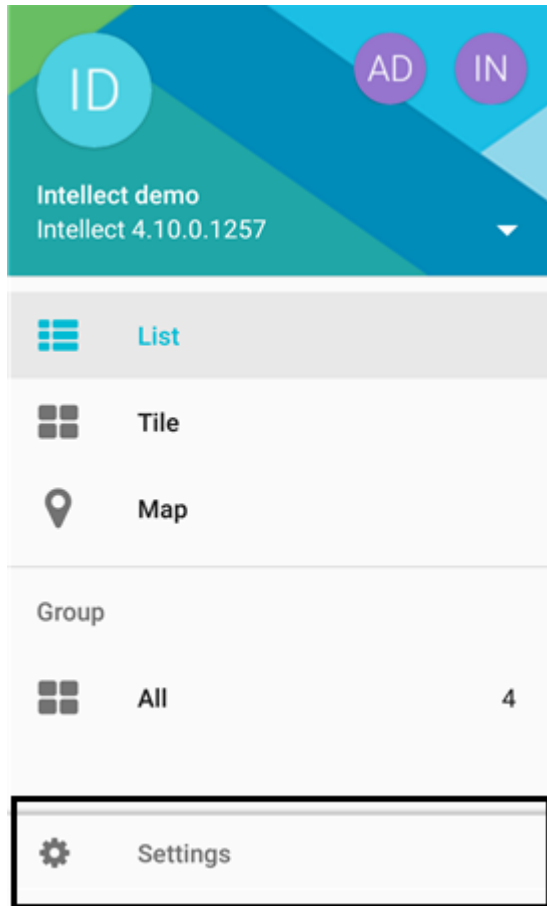 ID
AD
IN
Intellect demo
Intellect 4.10.0.1257
List
Tile
Map
Group
All 4
Settings